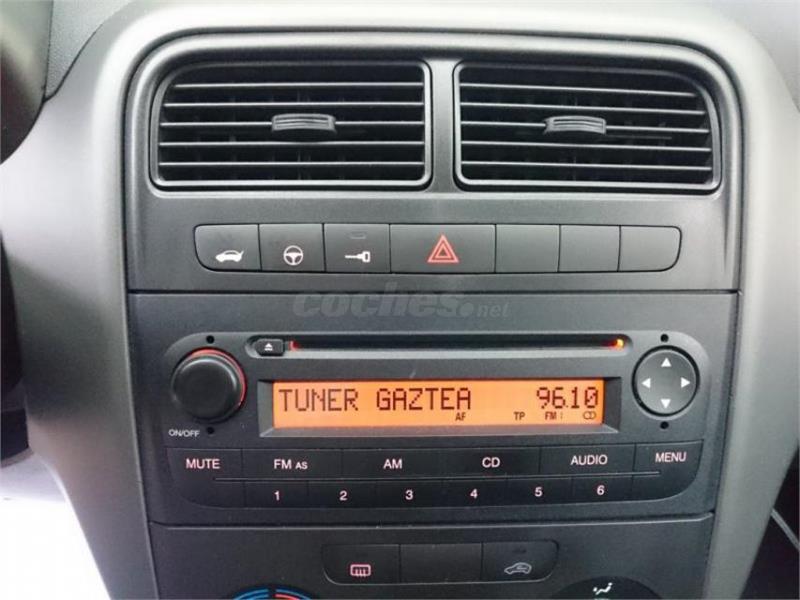 coches.net
TUNER GAZTEA 96.10
AF TP FM:
ON/OFF
MUTE FM AS AM CD AUDIO MENU
1 2 3 4 5 6